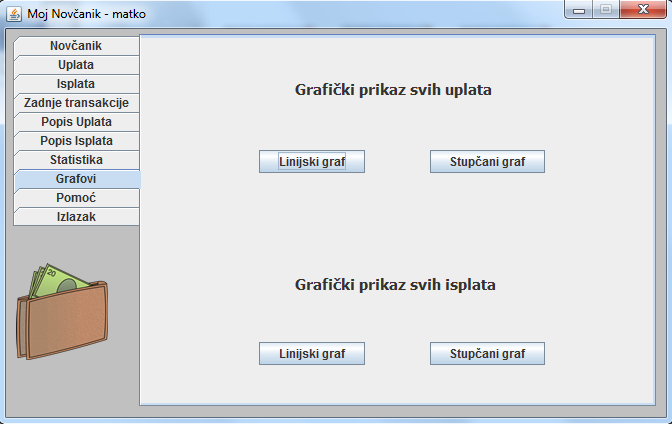 Moj Novčanik - matko
Novčanik
Uplata
Isplata
Zadnje transakcije
Popis Uplata
Popis Isplata
Statistika
Grafovi
Pomoć
Izlazak
20
Grafički prikaz svih uplata
Linijski graf
Stupčani graf
Grafički prikaz svih isplata
Linijski graf
Stupčani graf